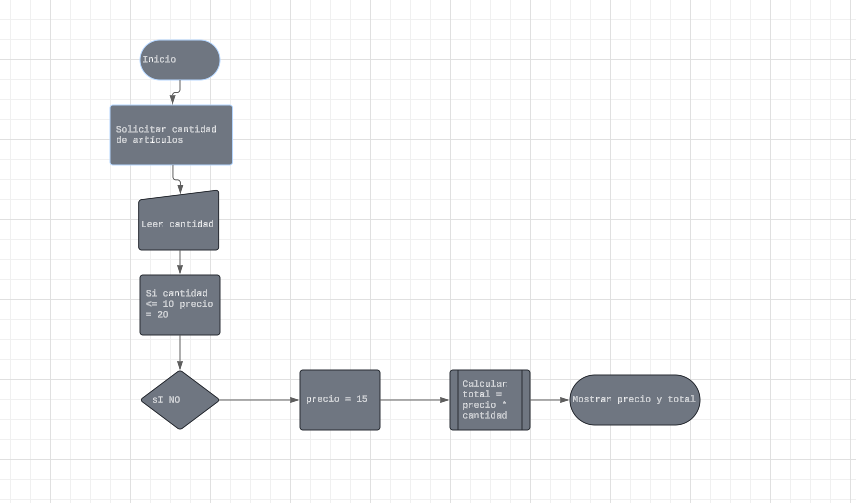 Inicio
Solicitar cantidad
de artículos
Leer cantidad
Si cantidad
<= 10 precio
= 20
sI NO
precio = 15
Calcular
total =
precio *
cantidad
Mostrar precio y total